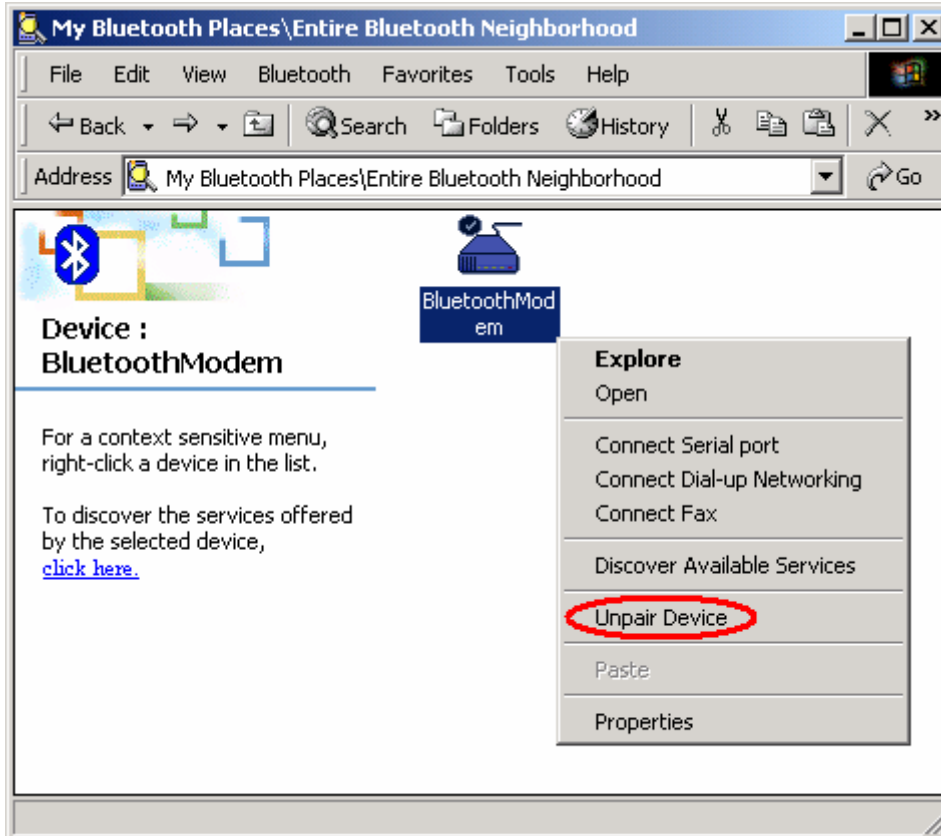 My Bluetooth Places\Entire Bluetooth Neighborhood
File Edit View Bluetooth Favorites Tools Help
Back Search Folders History »
Address My Bluetooth Places\Entire Bluetooth Neighborhood Go
Device :
BluetoothModem
For a context sensitive menu,
right-click a device in the list.
To discover the services offered
by the selected device,
click here.
BluetoothMod
em
Explore
Open
Connect Serial port
Connect Dial-up Networking
Connect Fax
Discover Available Services
Unpair Device
Paste
Properties